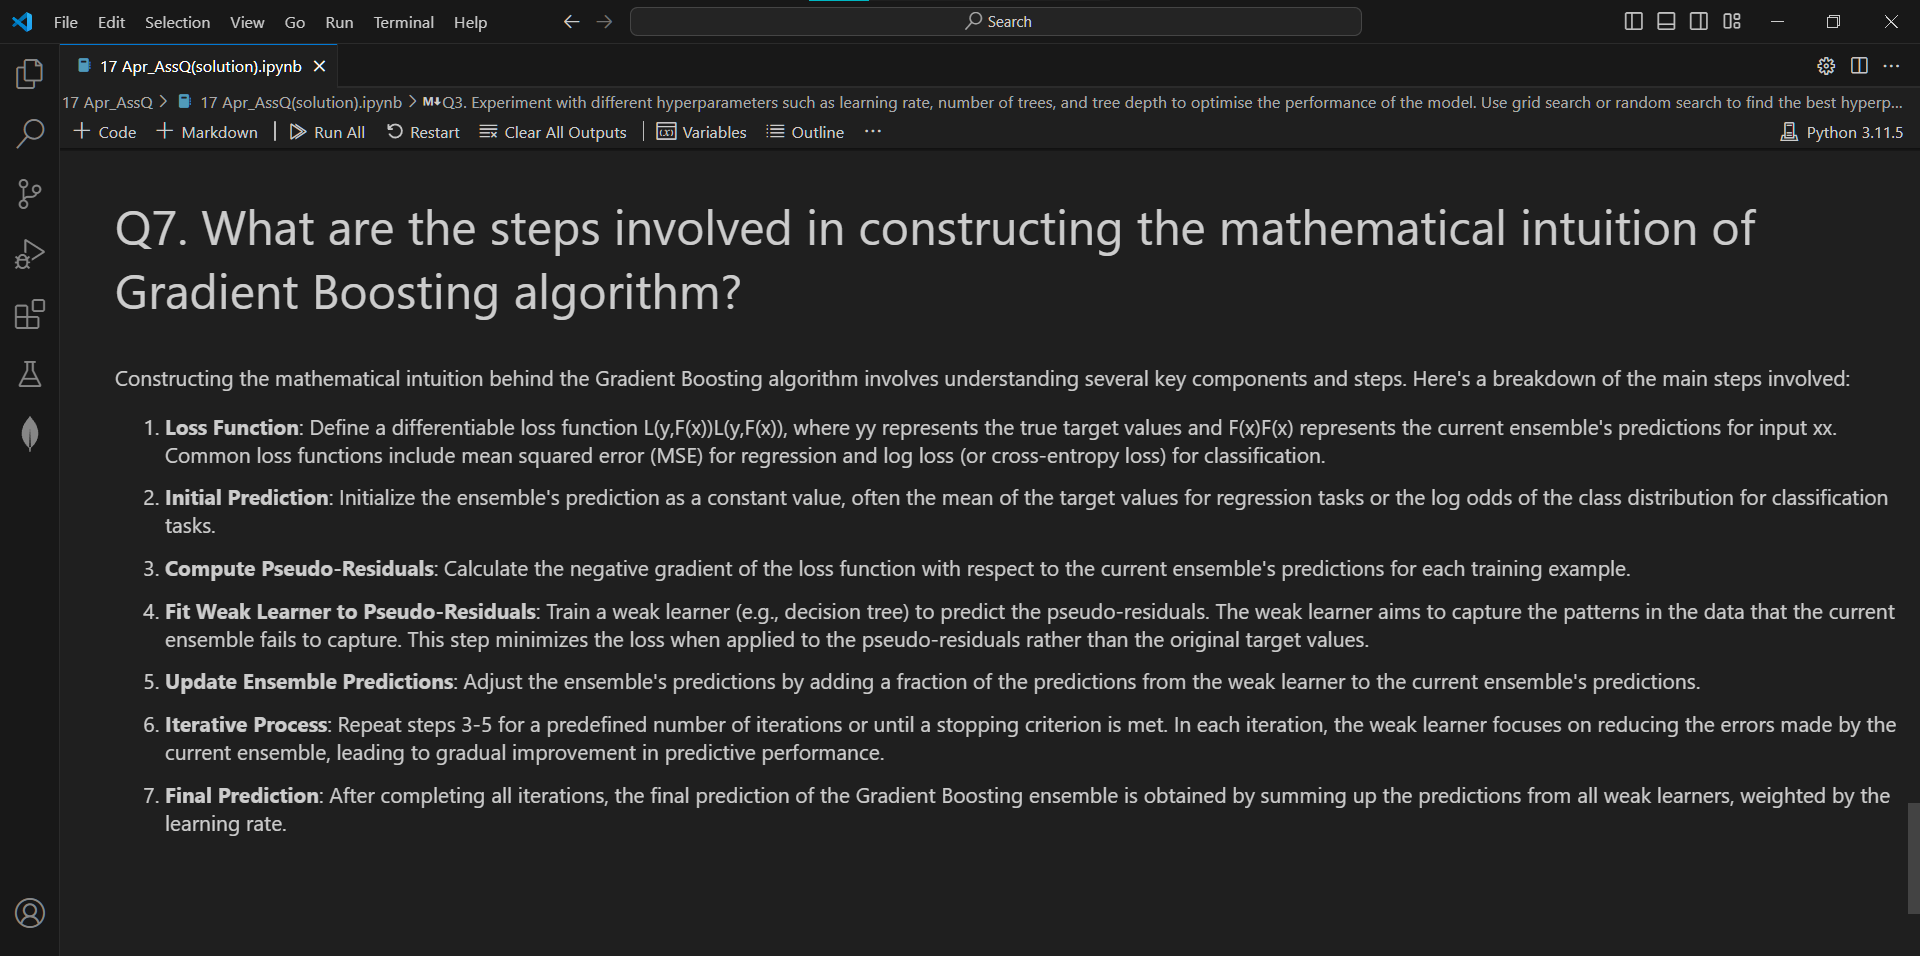 File Edit Selection View Go Run Terminal Help
Search
17 Apr_AssQ(solution).ipynb
17 Apr_AssQ > 17 Apr_AssQ(solution).ipynb > M↓Q3. Experiment with different hyperparameters such as learning rate, number of trees, and tree depth to optimise the performance of the model. Use grid search or random search to find the best hyperp...
+ Code + Markdown | Run All Restart Clear All Outputs | Variables Outline ...
Python 3.11.5
Q7. What are the steps involved in constructing the mathematical intuition of
Gradient Boosting algorithm?
Constructing the mathematical intuition behind the Gradient Boosting algorithm involves understanding several key components and steps. Here's a breakdown of the main steps involved:
1. Loss Function: Define a differentiable loss function L(y,F(x))L(y,F(x)), where yy represents the true target values and F(x)F(x) represents the current ensemble's predictions for input xx.
Common loss functions include mean squared error (MSE) for regression and log loss (or cross-entropy loss) for classification.
2. Initial Prediction: Initialize the ensemble's prediction as a constant value, often the mean of the target values for regression tasks or the log odds of the class distribution for classification
tasks.
3. Compute Pseudo-Residuals: Calculate the negative gradient of the loss function with respect to the current ensemble's predictions for each training example.
4. Fit Weak Learner to Pseudo-Residuals: Train a weak learner (e.g., decision tree) to predict the pseudo-residuals. The weak learner aims to capture the patterns in the data that the current
ensemble fails to capture. This step minimizes the loss when applied to the pseudo-residuals rather than the original target values.
5. Update Ensemble Predictions: Adjust the ensemble's predictions by adding a fraction of the predictions from the weak learner to the current ensemble's predictions.
6. Iterative Process: Repeat steps 3-5 for a predefined number of iterations or until a stopping criterion is met. In each iteration, the weak learner focuses on reducing the errors made by the
current ensemble, leading to gradual improvement in predictive performance.
7. Final Prediction: After completing all iterations, the final prediction of the Gradient Boosting ensemble is obtained by summing up the predictions from all weak learners, weighted by the
learning rate.